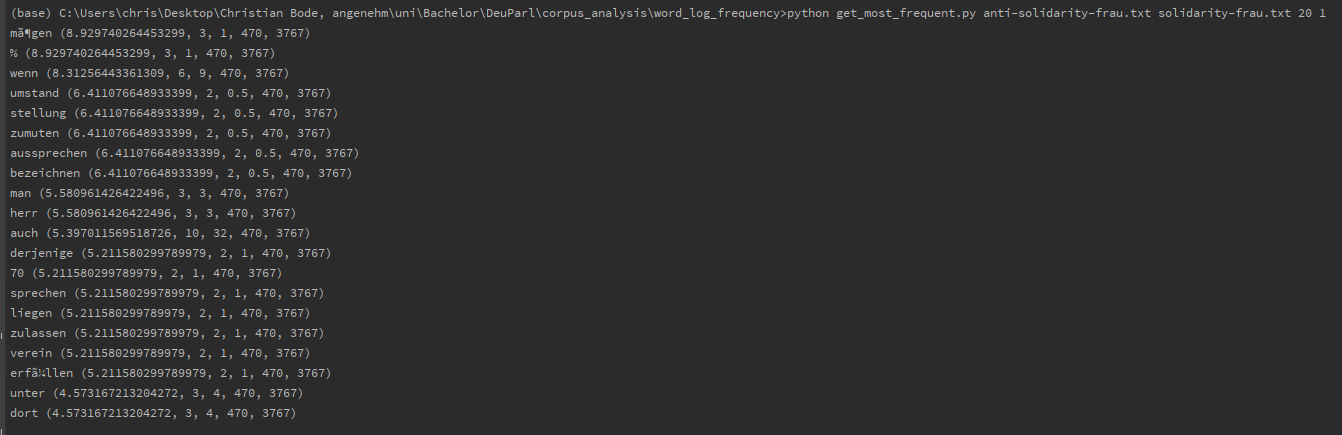 (base) C:\Users\chris\Desktop\Christian Bode, angenehm\uni\Bachelor\DeuParl\corpus_analysis\word_log_frequency>python get_most_frequent.py anti-solidarity-frau.txt solidarity-frau.txt 20 1
mã¶gen (8.929740264453299, 3, 1, 470, 3767)
% (8.929740264453299, 3, 1, 470, 3767)
wenn (8.31256443361309, 6, 9, 470, 3767)
umstand (6.411076648933399, 2, 0.5, 470, 3767)
stellung (6.411076648933399, 2, 0.5, 470, 3767)
zumuten (6.411076648933399, 2, 0.5, 470, 3767)
aussprechen (6.411076648933399, 2, 0.5, 470, 3767)
bezeichnen (6.411076648933399, 2, 0.5, 470, 3767)
man (5.580961426422496, 3, 3, 470, 3767)
herr (5.580961426422496, 3, 3, 470, 3767)
auch (5.397011569518726, 10, 32, 470, 3767)
derjenige (5.211580299789979, 2, 1, 470, 3767)
70 (5.211580299789979, 2, 1, 470, 3767)
sprechen (5.211580299789979, 2, 1, 470, 3767)
liegen (5.211580299789979, 2, 1, 470, 3767)
zulassen (5.211580299789979, 2, 1, 470, 3767)
verein (5.211580299789979, 2, 1, 470, 3767)
erfã¼llen (5.211580299789979, 2, 1, 470, 3767)
unter (4.573167213204272, 3, 4, 470, 3767)
dort (4.573167213204272, 3, 4, 470, 3767)